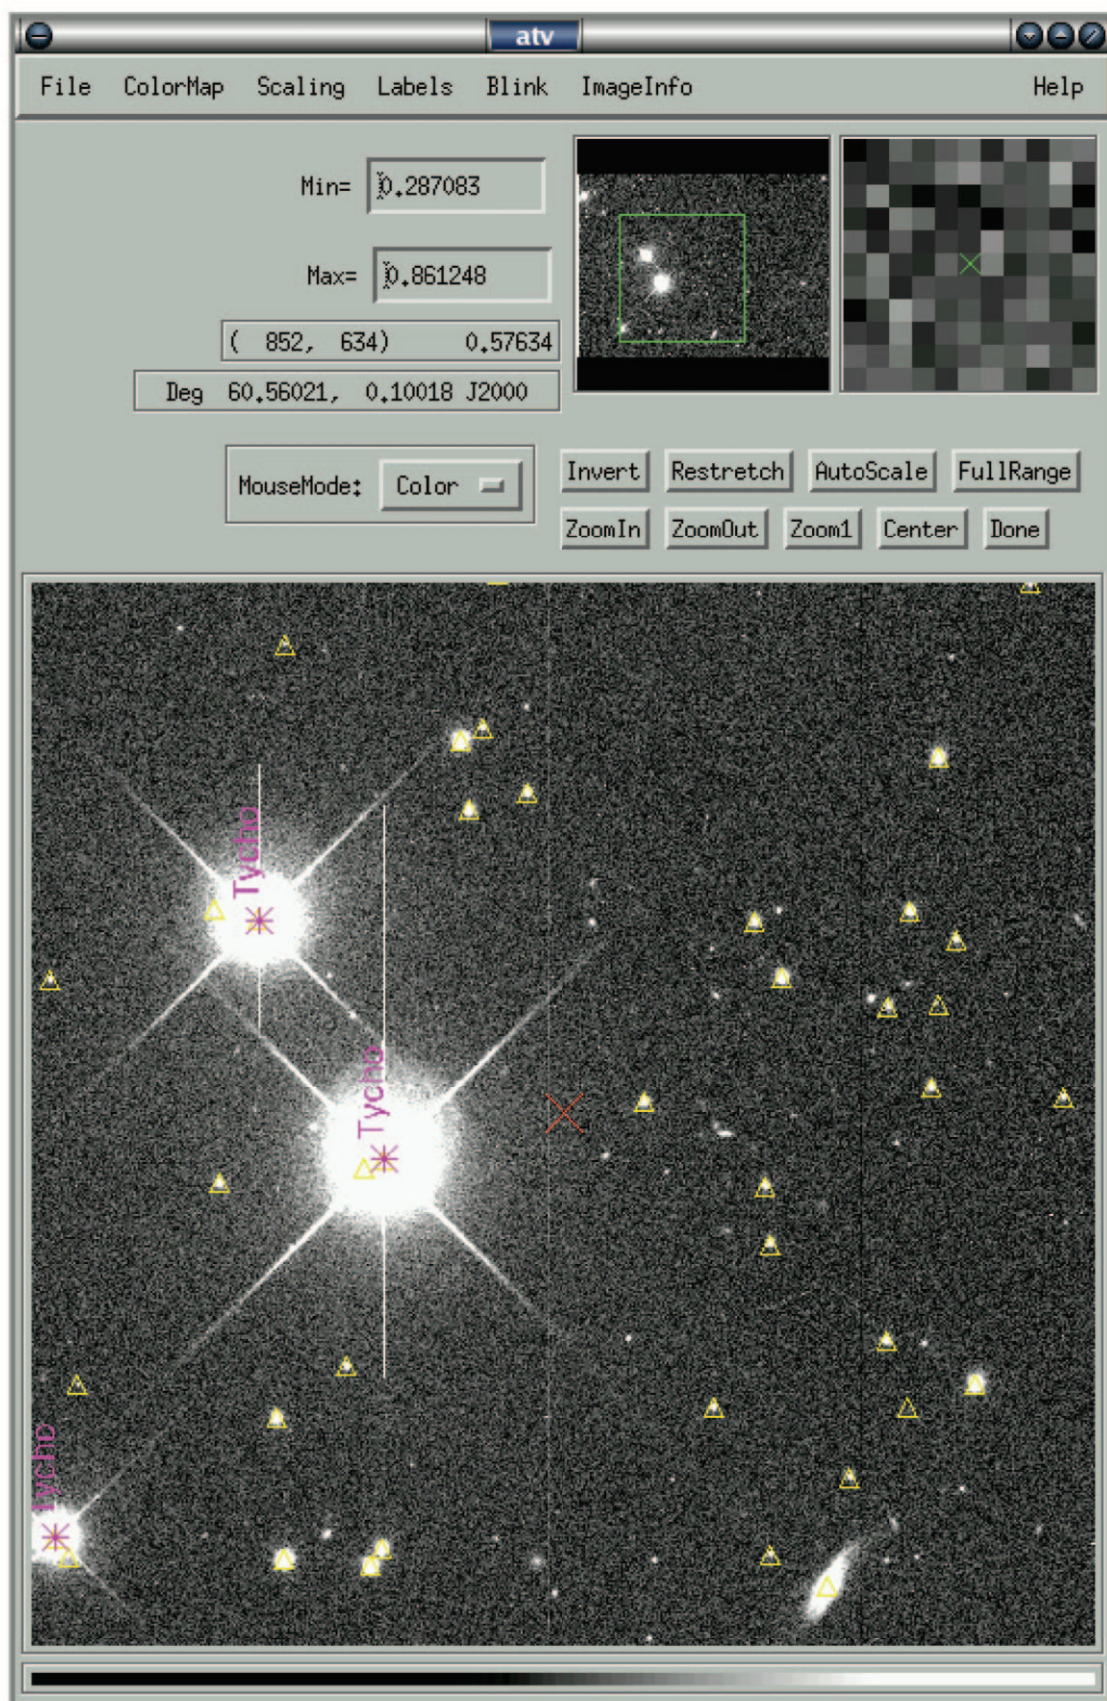 atv
File ColorMap Scaling Labels Blink ImageInfo Help
Min= 0.287083
Max= 0.861248
( 852, 634) 0.57634
Deg 60.56021, 0.10018 J2000
MouseMode: Color
Invert Restretch AutoScale FullRange
ZoomIn ZoomOut Zoom1 Center Done
Tycho
Tycho
Tycho